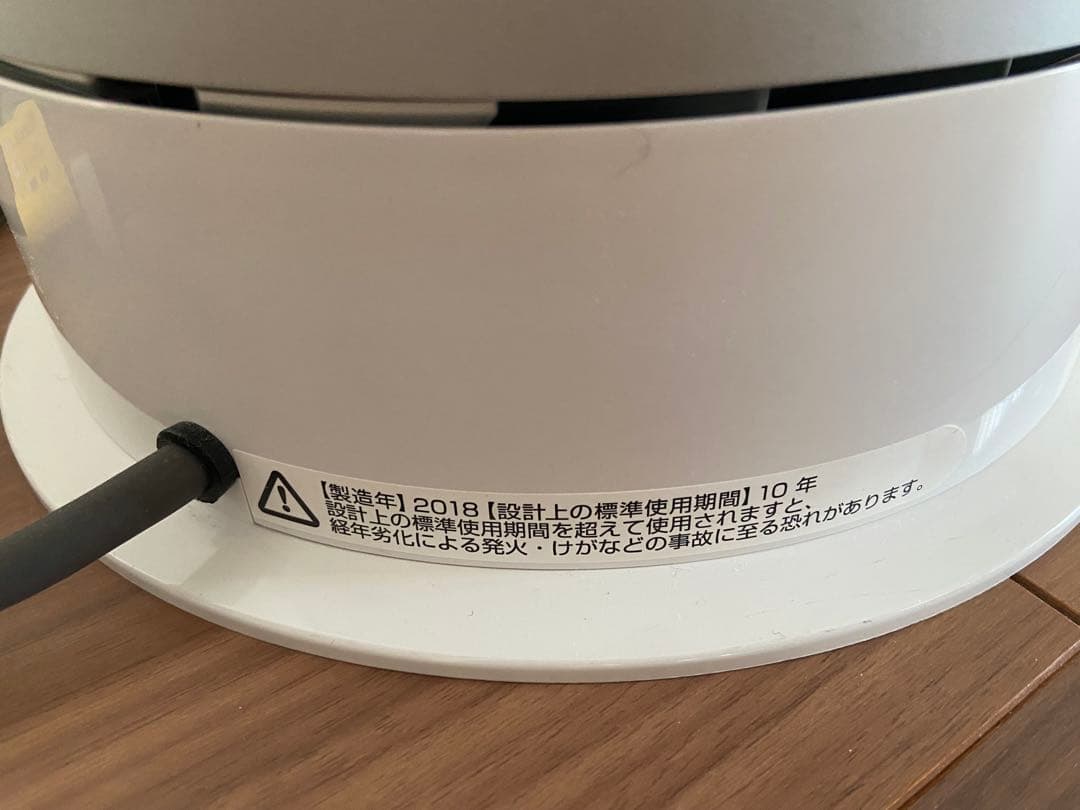 【製造年】2018【設計上の標準使用期間】10 年
設計上の標準使用期間を超えて使用されますと、
経年劣化による発火・けがなどの事故に至る恐れがあります。